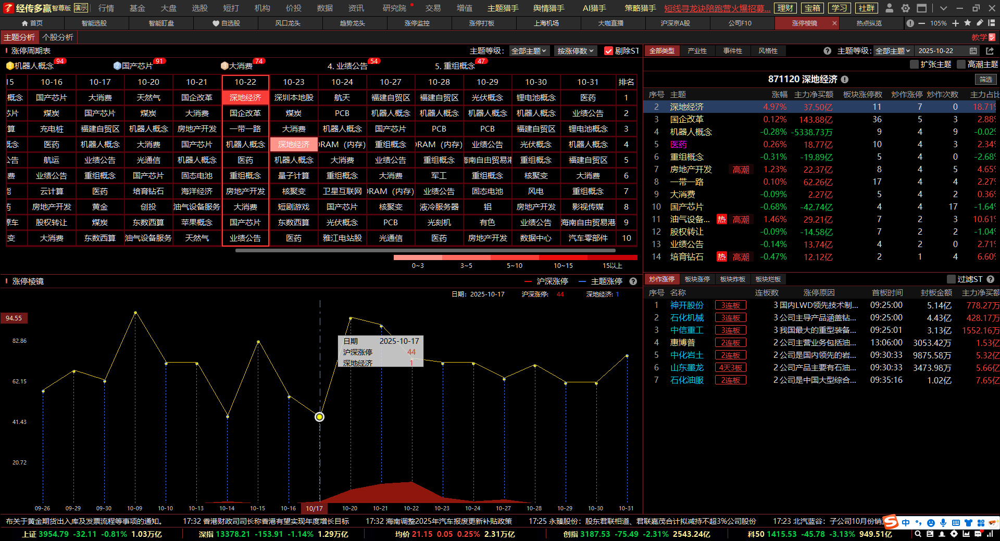 经传多赢 智尊版 演示 行情 基金 大盘 选股 短打 机构 价投 数据 资讯 研究院 交易 增值 主题猎手 舆情猎手 AI猎手 策略猎手 短线寻龙诀陪跑营火爆招募... 理财 宝箱 学习 社群
首页 智能选股 智能盯盘 自选股 风口龙头 趋势龙头 涨停监控 涨停打板 上海机场 大咖直播 沪深京A股 公司F10 涨停棱镜 热点纵览 105%
主题分析 个股分析 教学
涨停周期表 主题等级: 全部主题 按涨停数 剔除ST
机器人概念 94 国产芯片 91 大消费 74 4. 业绩公告 54 5. 重组概念 47
15 10-16 10-17 10-20 10-21 10-22 10-23 10-24 10-27 10-28 10-29 10-30 10-31 排名
概念 国产芯片 大消费 天然气 国企改革 深地经济 深圳本地股 航天 福建自贸区 福建自贸区 光伏概念 锂电池概念 医药 1
芯片 煤炭 国产芯片 煤炭 大消费 国企改革 煤炭 PCB 机器人概念 机器人概念 机器人概念 机器人概念 业绩公告 2
算 充电桩 福建自贸区 机器人概念 房地产开发 一带一路 大消费 机器人概念 国产芯片 PCB PCB 福建自贸区 锂电池概念 3
概念 医药 机器人概念 大消费 国产芯片 机器人概念 深地经济 DRAM（内存） 重组概念 DRAM（内存） 业绩公告 光伏概念 机器人概念 4
公告 航运 业绩公告 光通信 机器人概念 医药 机器人概念 大消费 业绩公告 重组概念 海南自由贸易港 重组概念 福建自贸区 5
费 业绩公告 重组概念 国产芯片 固态电池 重组概念 量子计算 重组概念 大消费 军工 重组概念 核聚变 大消费 6
云计算 医药 培育钻石 海洋经济 房地产开发 核聚变 卫星互联网 DRAM（内存） 业绩公告 固态电池 风电 重组概念 7
药 房地产开发 黄金 创投 油气设备服务 大消费 短剧游戏 国产芯片 核聚变 液冷服务器 铝 房地产开发 影视传媒 8
源车 股权转让 煤炭 东数西算 苹果概念 国产芯片 东数西算 光伏概念 PCB 光刻机 有色 业绩公告 海南自由贸易港 9
变 大消费 东数西算 油气设备服务 天然气 业绩公告 医药 雅江电站股 光通信 医药 房地产开发 数据中心 汽车零部件 10
0~3 3~5 5~10 10~15 15以上
涨停棱镜 沪深涨停 主题涨停
日期: 2025-10-17 沪深涨停: 44 深地经济: 1
94.55
82.86
62.15
41.43
20.72
日期 2025-10-17
沪深涨停 44
深地经济 1
09-26 09-29 09-30 10-09 10-10 10-13 10-14 10-15 10-16 10/17 10-20 10-21 10-22 10-23 10-24 10-27 10-28 10-29 10-30 10-31
全部类型 产业性 事件性 风格性 主题等级: 全部主题 2025-10-22
扩张主题 高潮主题
871120 深地经济 筛选
序号 主题 涨幅 主力净买额 板块涨停数 炒作涨停 炒作次数 主力占比
2 深地经济 4.97% 37.50亿 11 7 0 18.71%
3 国企改革 0.12% 143.88亿 36 5 3 2.88%
4 机器人概念 -0.28% -5338.73万 9 4 9 -0.02%
5 医药 0.26% 18.77亿 10 4 3 2.34%
6 重组概念 -0.31% -19.89亿 5 4 0 -2.68%
7 房地产开发 高潮 1.23% 22.37亿 8 4 5 4.65%
8 一带一路 0.10% 62.26亿 17 4 4 2.27%
9 大消费 -0.09% 2.27亿 5 4 2 0.36%
10 国产芯片 -0.68% -42.74亿 4 4 17 -1.64%
11 油气设备... 热 高潮 1.46% 29.21亿 7 2 3 10.61%
12 股权转让 -0.09% -14.58亿 7 2 2 -1.04%
13 业绩公告 -0.14% 13.74亿 4 2 0 2.71%
14 培育钻石 热 高潮 -0.47% 12.12亿 2 1 4 6.60%
炒作涨停 板块涨停 板块炸板 板块烂板 过滤ST
序号 名称 连板数 涨停原因 首板时间 封板金额 主力净买额
1 神开股份 3连板 3 国内LWD领先技术制... 09:25:00 5.14亿 778.27万
2 石化机械 3连板 3 公司主导产品涵盖钻... 09:25:00 4.43亿 428.17万
3 中信重工 3连板 3 我国最大的重型装备... 09:25:01 3.13亿 1552.16万
4 惠博普 2连板 2 公司主营业务包括油... 13:06:00 3053.42万 1.53亿
5 中化岩土 2连板 2 公司是国内领先的岩... 09:30:33 9875.58万 5.32亿
6 山东墨龙 4天3板 2 公司产品主要有石油... 09:30:33 3473.98万 5.66亿
7 石化油服 2连板 2 公司是中国大型综合... 09:35:16 1.02亿 7.65亿
布关于黄金期货出入库及发票流程等事项的通知。 17:32 香港财政司司长称香港有望实现年度增长目标 17:32 海南调整2025年汽车报废更新补贴政策 17:25 永臻股份：股东君联相道、君联嘉茂合计拟减持不超3%公司股份 17:23 北汽蓝谷：子公司10月份销 中
上证 3954.79 -32.11 -0.81% 1.03万亿 深指 13378.21 -153.91 -1.14% 1.29万亿 均价 21.15 0.05 0.25% 2.31万亿 创指 3187.53 -75.49 -2.31% 2543.24亿 科50 1415.53 -45.78 -3.13% 949.51亿